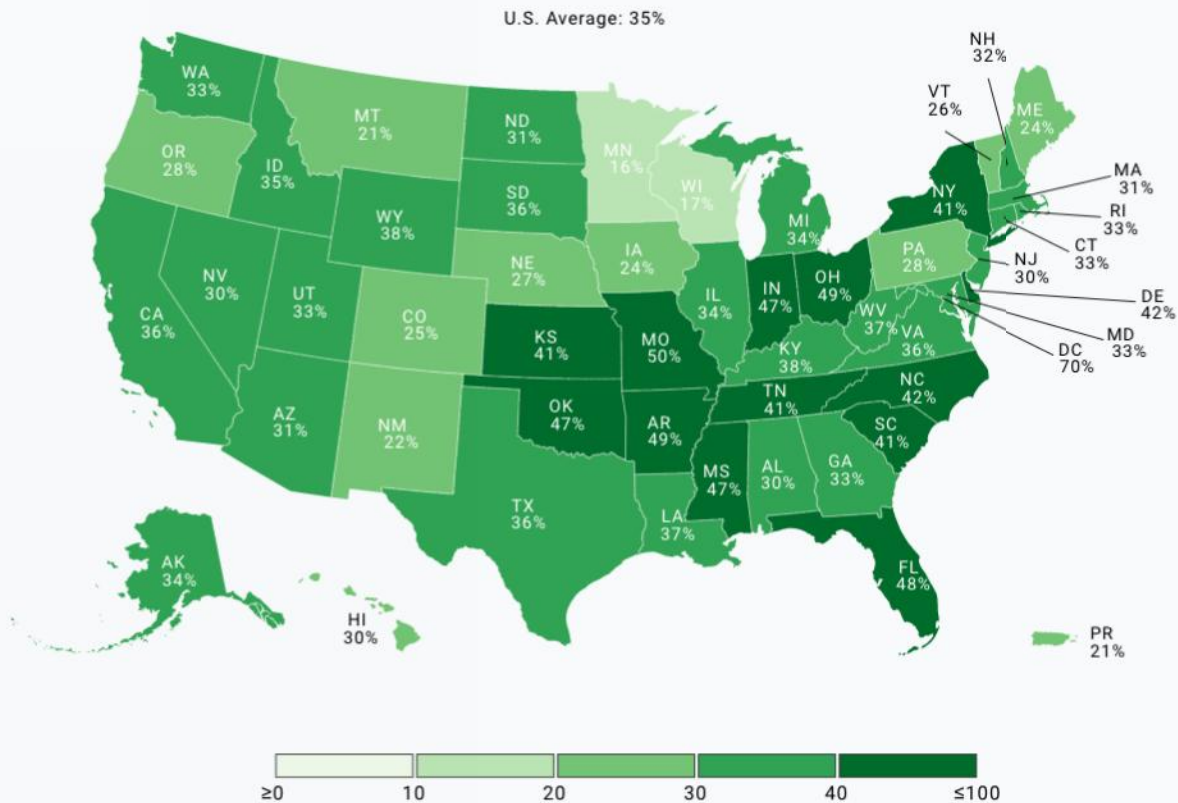 U.S. Average: 35%
NH
32%
WA
33%
VT
26%
ME
24%
MT
21%
ND
31%
OR
28%
ID
35%
MN
16%
MA
31%
SD
36%
WI
17%
NY
41%
RI
33%
WY
38%
MI
34%
CT
33%
IA
24%
PA
28%
NJ
30%
NE
27%
NV
30%
OH
49%
IN
47%
IL
34%
DE
42%
UT
33%
CA
36%
CO
25%
WV
37%
VA
36%
MD
33%
KS
41%
MO
50%
DC
70%
KY
38%
NC
42%
TN
41%
AZ
31%
OK
47%
AR
49%
NM
22%
SC
41%
MS
47%
AL
30%
GA
33%
TX
36%
LA
37%
AK
34%
FL
48%
HI
30%
PR
21%
≥0 10 20 30 40 ≤100